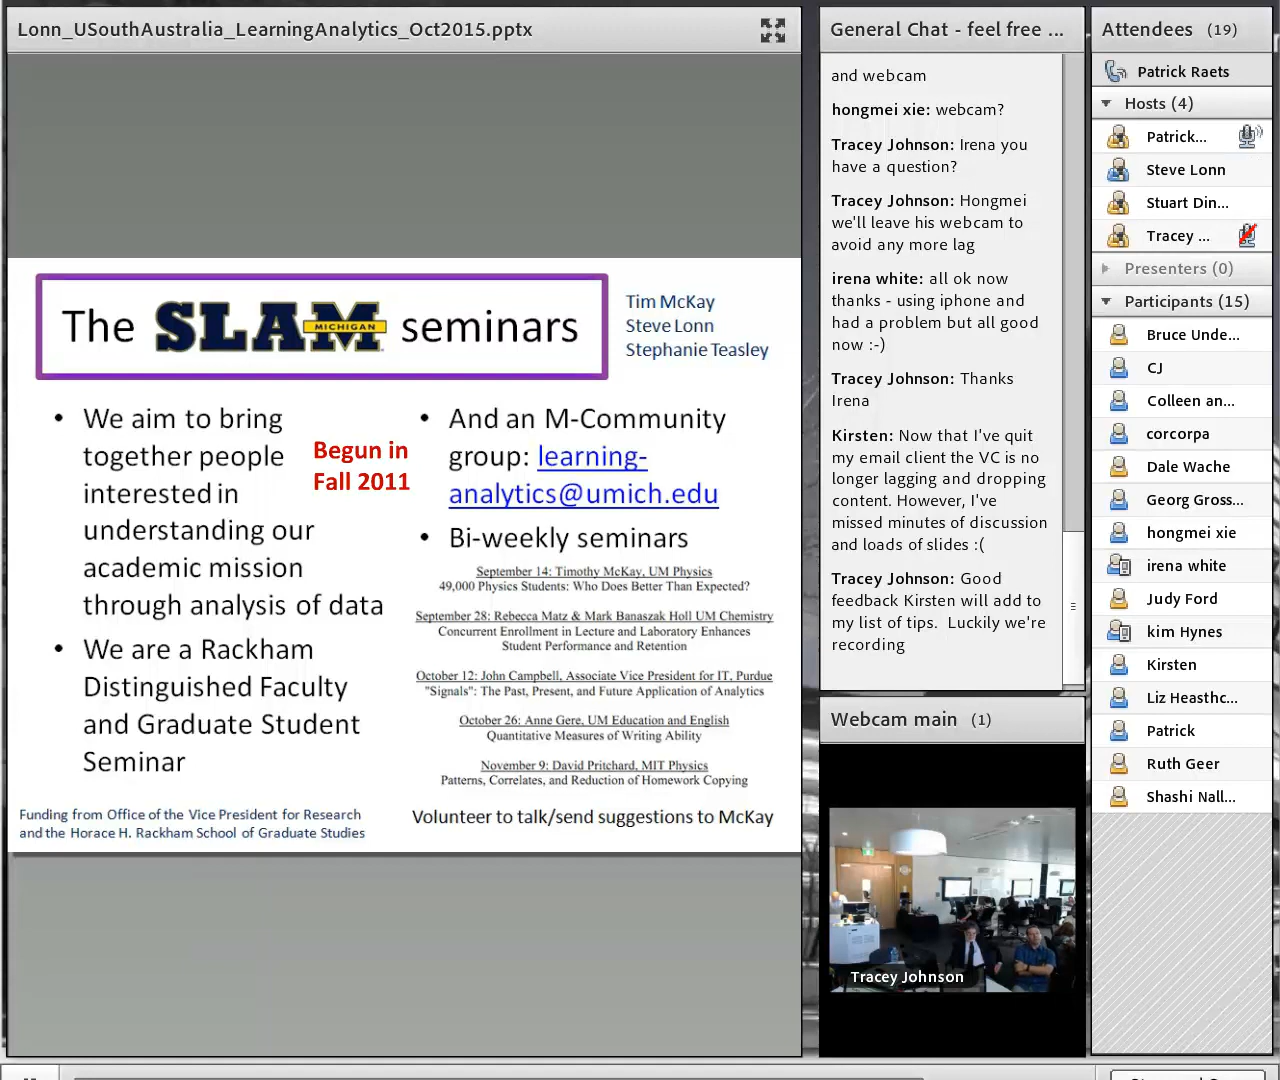 Lonn_USouthAustralia_LearningAnalytics_Oct2015.pptx
The SLAM seminars
MICHIGAN
Tim McKay
Steve Lonn
Stephanie Teasley
• We aim to bring
together people
interested in
understanding our
academic mission
through analysis of data
• We are a Rackham
Distinguished Faculty
and Graduate Student
Seminar
Begun in
Fall 2011
• And an M-Community
group: learning-
analytics@umich.edu
• Bi-weekly seminars
September 14: Timothy McKay, UM Physics
49,000 Physics Students: Who Does Better Than Expected?
September 28: Rebecca Matz & Mark Banaszak Holl UM Chemistry
Concurrent Enrollment in Lecture and Laboratory Enhances
Student Performance and Retention
October 12: John Campbell, Associate Vice President for IT, Purdue
"Signals": The Past, Present, and Future Application of Analytics
October 26: Anne Gere, UM Education and English
Quantitative Measures of Writing Ability
November 9: David Pritchard, MIT Physics
Patterns, Correlates, and Reduction of Homework Copying
Funding from Office of the Vice President for Research
and the Horace H. Rackham School of Graduate Studies
Volunteer to talk/send suggestions to McKay
General Chat - feel free ...
and webcam
hongmei xie: webcam?
Tracey Johnson: Irena you
have a question?
Tracey Johnson: Hongmei
we'll leave his webcam to
avoid any more lag
irena white: all ok now
thanks - using iphone and
had a problem but all good
now :-)
Tracey Johnson: Thanks
Irena
Kirsten: Now that I've quit
my email client the VC is no
longer lagging and dropping
content. However, I've
missed minutes of discussion
and loads of slides :(
Tracey Johnson: Good
feedback Kirsten will add to
my list of tips. Luckily we're
recording
Webcam main (1)
Tracey Johnson
Attendees (19)
Patrick Raets
Hosts (4)
Patrick...
Steve Lonn
Stuart Din...
Tracey ...
Presenters (0)
Participants (15)
Bruce Unde...
CJ
Colleen an...
corcorpa
Dale Wache
Georg Gross...
hongmei xie
irena white
Judy Ford
kim Hynes
Kirsten
Liz Heasthc...
Patrick
Ruth Geer
Shashi Nall...